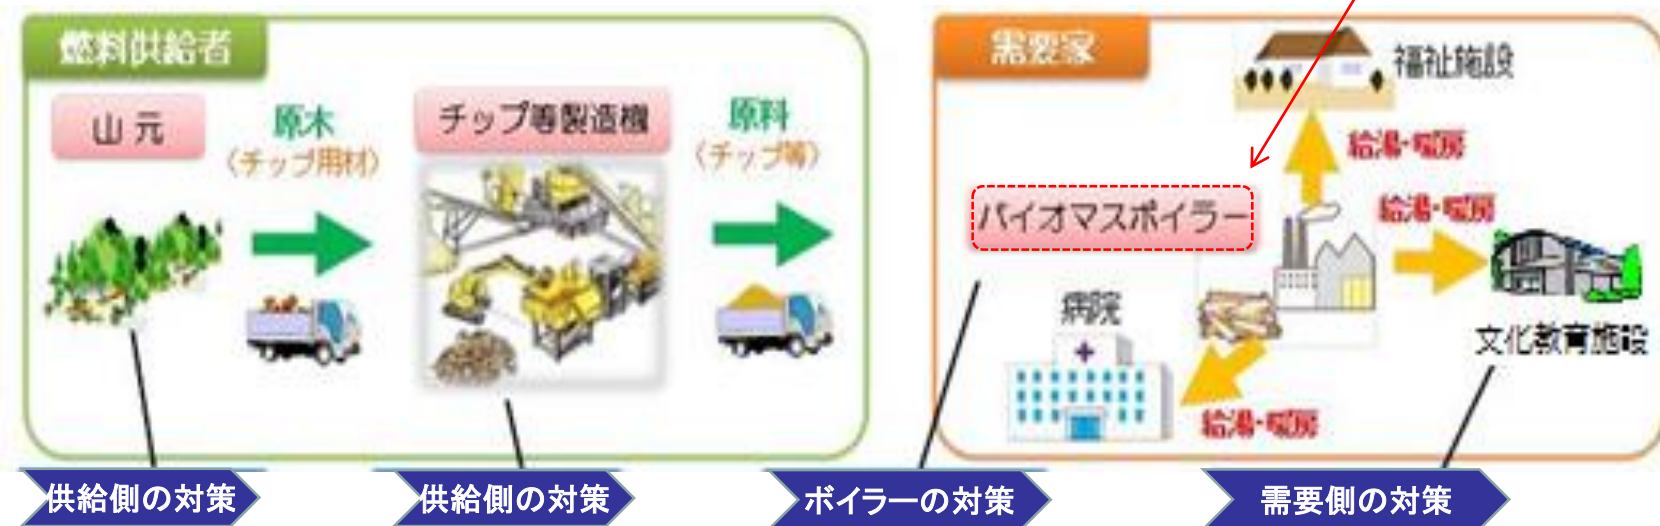 燃料供給者
山元
原木
(チップ用材)
チップ等製造機
原料
(チップ等)
需要家
福祉施設
給湯・暖房
給湯・暖房
バイオマスボイラー
病院
文化教育施設
給湯・暖房
供給側の対策
供給側の対策
ボイラーの対策
需要側の対策